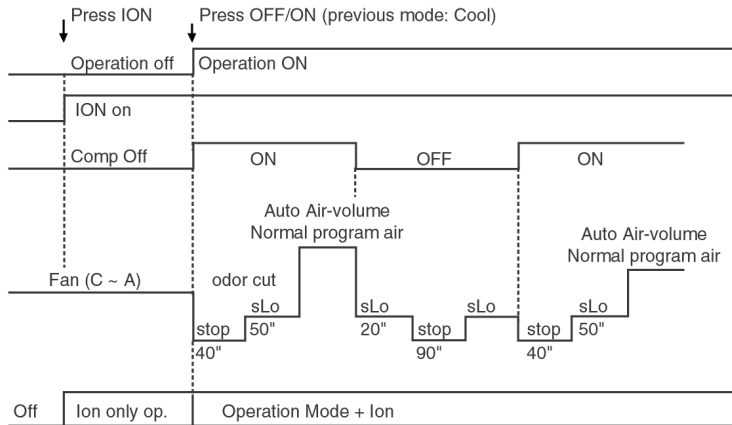 Press ION
Press OFF/ON (previous mode: Cool)
Operation off
Operation ON
ION on
Comp Off
ON
OFF
ON
Auto Air-volume
Normal program air
Auto Air-volume
Normal program air
Fan (C ~ A)
odor cut
sLo
sLo
sLo
sLo
stop
50"
20"
stop
stop
50"
40"
90"
40"
Off
Ion only op.
Operation Mode + Ion